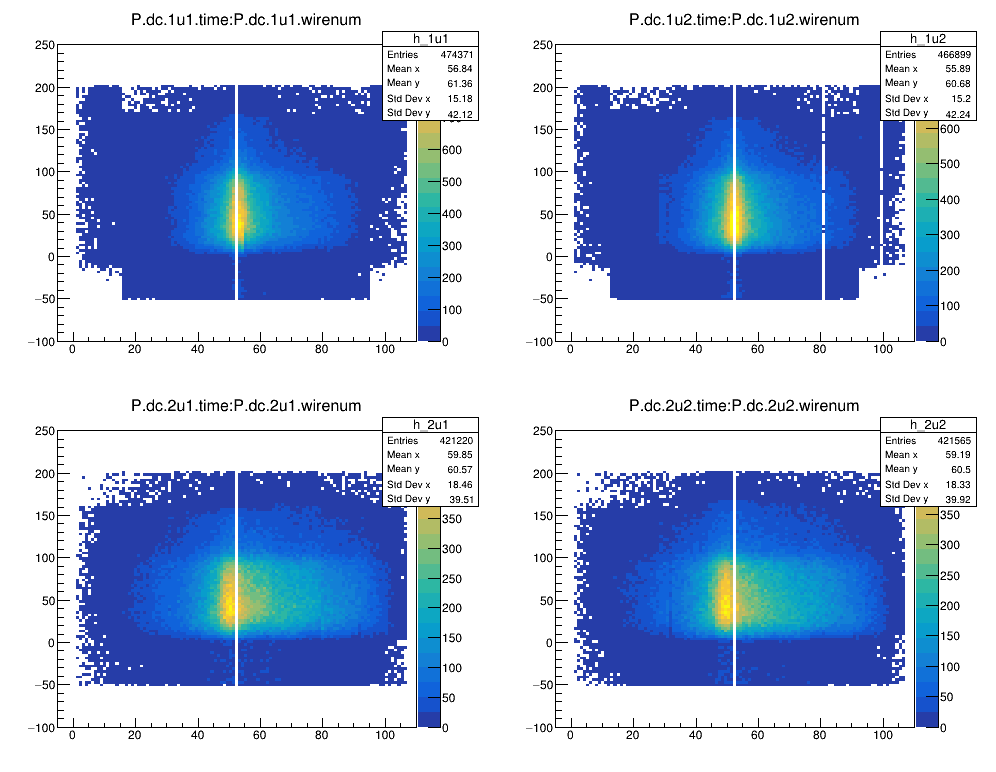 P.dc.1u1.time:P.dc.1u1.wirenum
h_1u1
Entries 474371
Mean x 56.84
Mean y 61.36
Std Dev x 15.18
Std Dev y 42.12
250
200
150
100
50
0
−50
−100
0 20 40 60 80 100
600
500
400
300
200
100
0
P.dc.1u2.time:P.dc.1u2.wirenum
h_1u2
Entries 466899
Mean x 55.89
Mean y 60.68
Std Dev x 15.2
Std Dev y 42.24
250
200
150
100
50
0
−50
−100
0 20 40 60 80 100
600
500
400
300
200
100
0
P.dc.2u1.time:P.dc.2u1.wirenum
h_2u1
Entries 421220
Mean x 59.85
Mean y 60.57
Std Dev x 18.46
Std Dev y 39.51
250
200
150
100
50
0
−50
−100
0 20 40 60 80 100
350
300
250
200
150
100
50
0
P.dc.2u2.time:P.dc.2u2.wirenum
h_2u2
Entries 421565
Mean x 59.19
Mean y 60.5
Std Dev x 18.33
Std Dev y 39.92
250
200
150
100
50
0
−50
−100
0 20 40 60 80 100
350
300
250
200
150
100
50
0